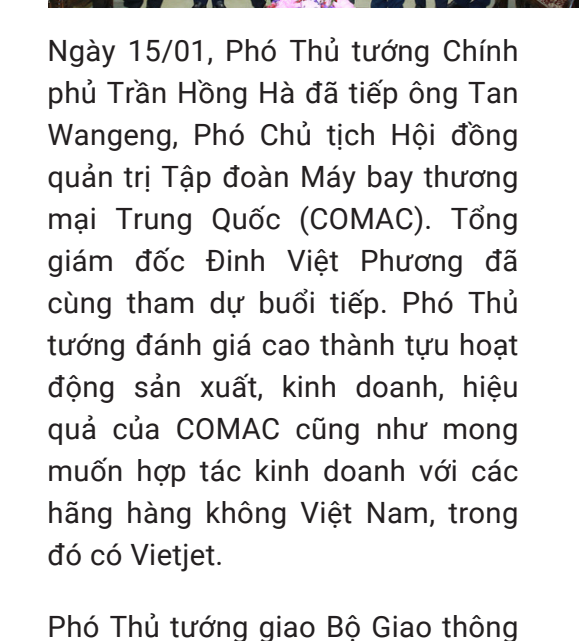 Ngày 15/01, Phó Thủ tướng Chính
phủ Trần Hồng Hà đã tiếp ông Tan
Wangeng, Phó Chủ tịch Hội đồng
quản trị Tập đoàn Máy bay thương
mại Trung Quốc (COMAC). Tổng
giám đốc Đinh Việt Phương đã
cùng tham dự buổi tiếp. Phó Thủ
tướng đánh giá cao thành tựu hoạt
động sản xuất, kinh doanh, hiệu
quả của COMAC cũng như mong
muốn hợp tác kinh doanh với các
hãng hàng không Việt Nam, trong
đó có Vietjet.
Phó Thủ tướng giao Bộ Giao thông